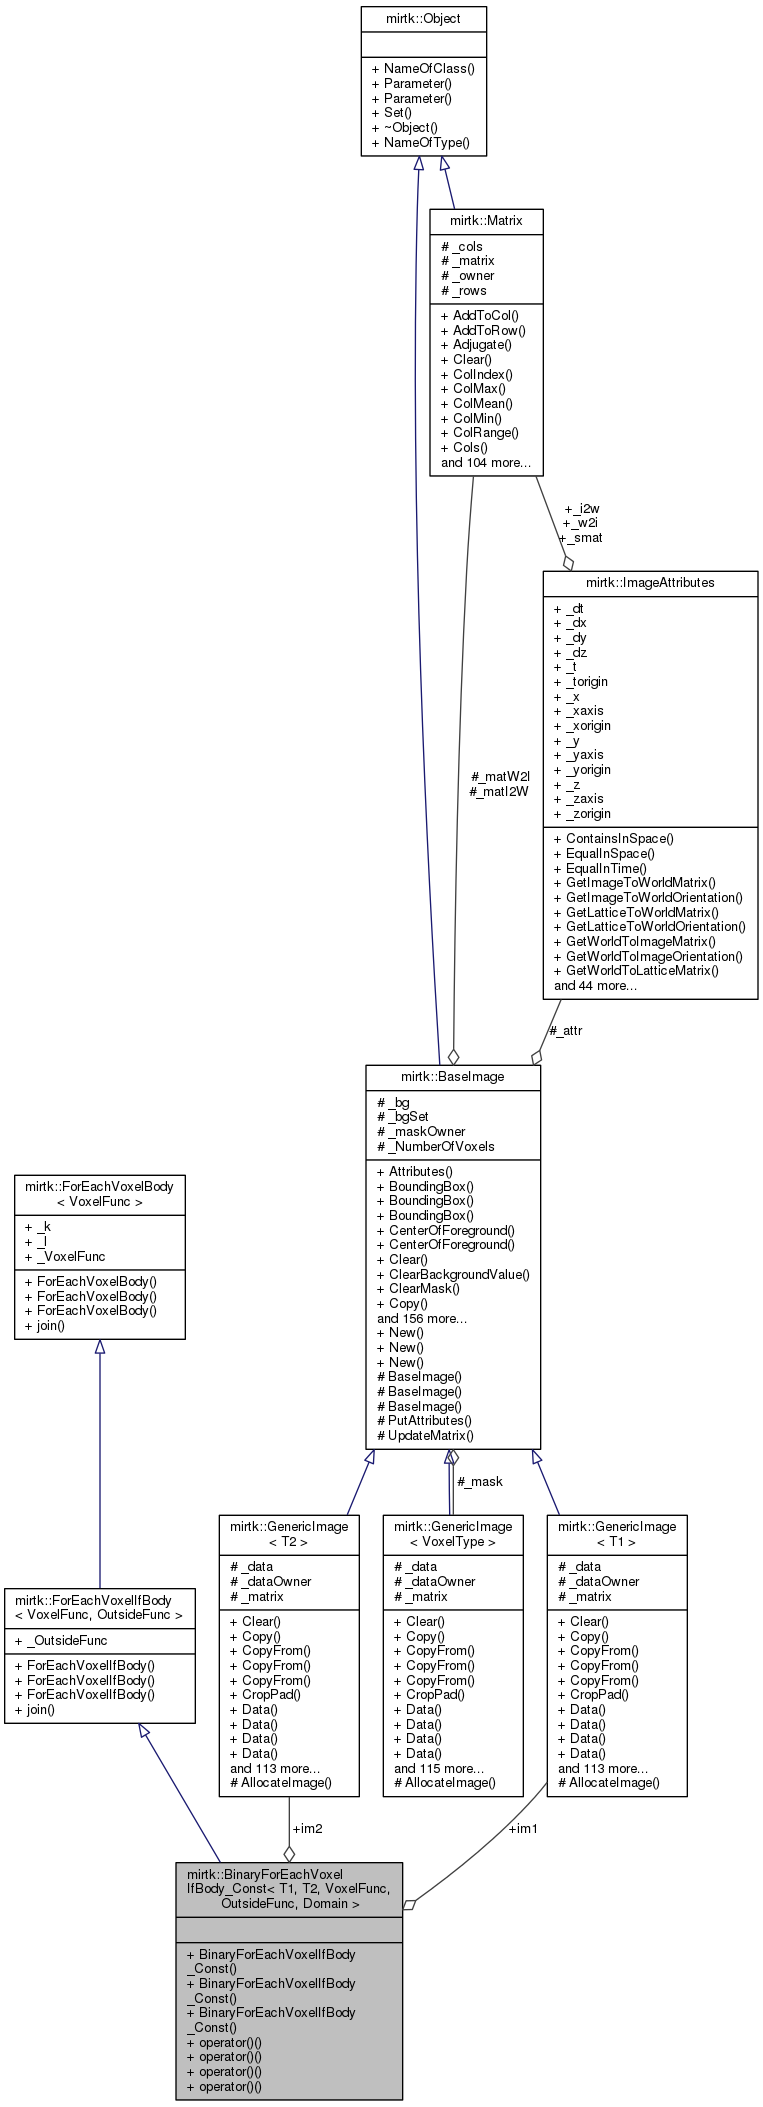 mirtk::Object
+ NameOfClass()
+ Parameter()
+ Parameter()
+ Set()
+ ~Object()
+ NameOfType()
mirtk::Matrix
# _cols
# _matrix
# _owner
# _rows
+ AddToCol()
+ AddToRow()
+ Adjugate()
+ Clear()
+ ColIndex()
+ ColMax()
+ ColMean()
+ ColMin()
+ ColRange()
+ Cols()
and 104 more...
+_i2w
+_w2i
+_smat
mirtk::ImageAttributes
+ _dt
+ _dx
+ _dy
+ _dz
+ _t
+ _torigin
+ _x
+ _xaxis
+ _xorigin
+ _y
+ _yaxis
+ _yorigin
+ _z
+ _zaxis
+ _zorigin
+ ContainsInSpace()
+ EqualInSpace()
+ EqualInTime()
+ GetImageToWorldMatrix()
+ GetImageToWorldOrientation()
+ GetLatticeToWorldMatrix()
+ GetLatticeToWorldOrientation()
+ GetWorldToImageMatrix()
+ GetWorldToImageOrientation()
+ GetWorldToLatticeMatrix()
and 44 more...
#_matW2I
#_matI2W
#_attr
mirtk::BaseImage
# _bg
# _bgSet
# _maskOwner
# _NumberOfVoxels
+ Attributes()
+ BoundingBox()
+ BoundingBox()
+ BoundingBox()
+ CenterOfForeground()
+ CenterOfForeground()
+ Clear()
+ ClearBackgroundValue()
+ ClearMask()
+ Copy()
and 156 more...
+ New()
+ New()
+ New()
# BaseImage()
# BaseImage()
# BaseImage()
# PutAttributes()
# UpdateMatrix()
mirtk::ForEachVoxelBody
< VoxelFunc >
+ _k
+ _l
+ _VoxelFunc
+ ForEachVoxelBody()
+ ForEachVoxelBody()
+ ForEachVoxelBody()
+ join()
#_mask
mirtk::GenericImage
< T2 >
# _data
# _dataOwner
# _matrix
+ Clear()
+ Copy()
+ CopyFrom()
+ CopyFrom()
+ CopyFrom()
+ CropPad()
+ Data()
+ Data()
+ Data()
+ Data()
and 113 more...
# AllocateImage()
mirtk::GenericImage
< VoxelType >
# _data
# _dataOwner
# _matrix
+ Clear()
+ Copy()
+ CopyFrom()
+ CopyFrom()
+ CopyFrom()
+ CropPad()
+ Data()
+ Data()
+ Data()
+ Data()
and 115 more...
# AllocateImage()
mirtk::GenericImage
< T1 >
# _data
# _dataOwner
# _matrix
+ Clear()
+ Copy()
+ CopyFrom()
+ CopyFrom()
+ CopyFrom()
+ CropPad()
+ Data()
+ Data()
+ Data()
+ Data()
and 113 more...
# AllocateImage()
mirtk::ForEachVoxelIfBody
< VoxelFunc, OutsideFunc >
+ _OutsideFunc
+ ForEachVoxelIfBody()
+ ForEachVoxelIfBody()
+ ForEachVoxelIfBody()
+ join()
+im2
+im1
mirtk::BinaryForEachVoxel
IfBody_Const< T1, T2, VoxelFunc,
OutsideFunc, Domain >
+ BinaryForEachVoxelIfBody
_Const()
+ BinaryForEachVoxelIfBody
_Const()
+ BinaryForEachVoxelIfBody
_Const()
+ operator()()
+ operator()()
+ operator()()
+ operator()()